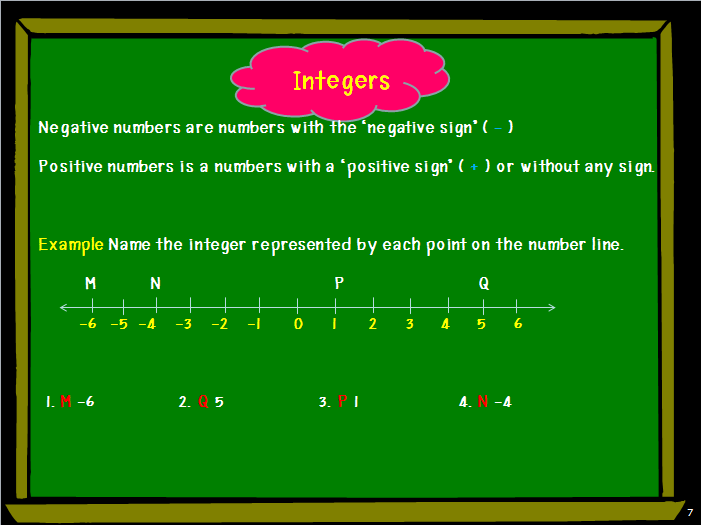 Integers
Negative numbers are numbers with the ‘negative sign’ ( - )
Positive numbers is a numbers with a ‘positive sign’ ( + ) or without any sign.
Example Name the integer represented by each point on the number line.
M N P Q
-6 -5 -4 -3 -2 -1 0 1 2 3 4 5 6
1. M -6 2. Q 5 3. P 1 4. N -4
7